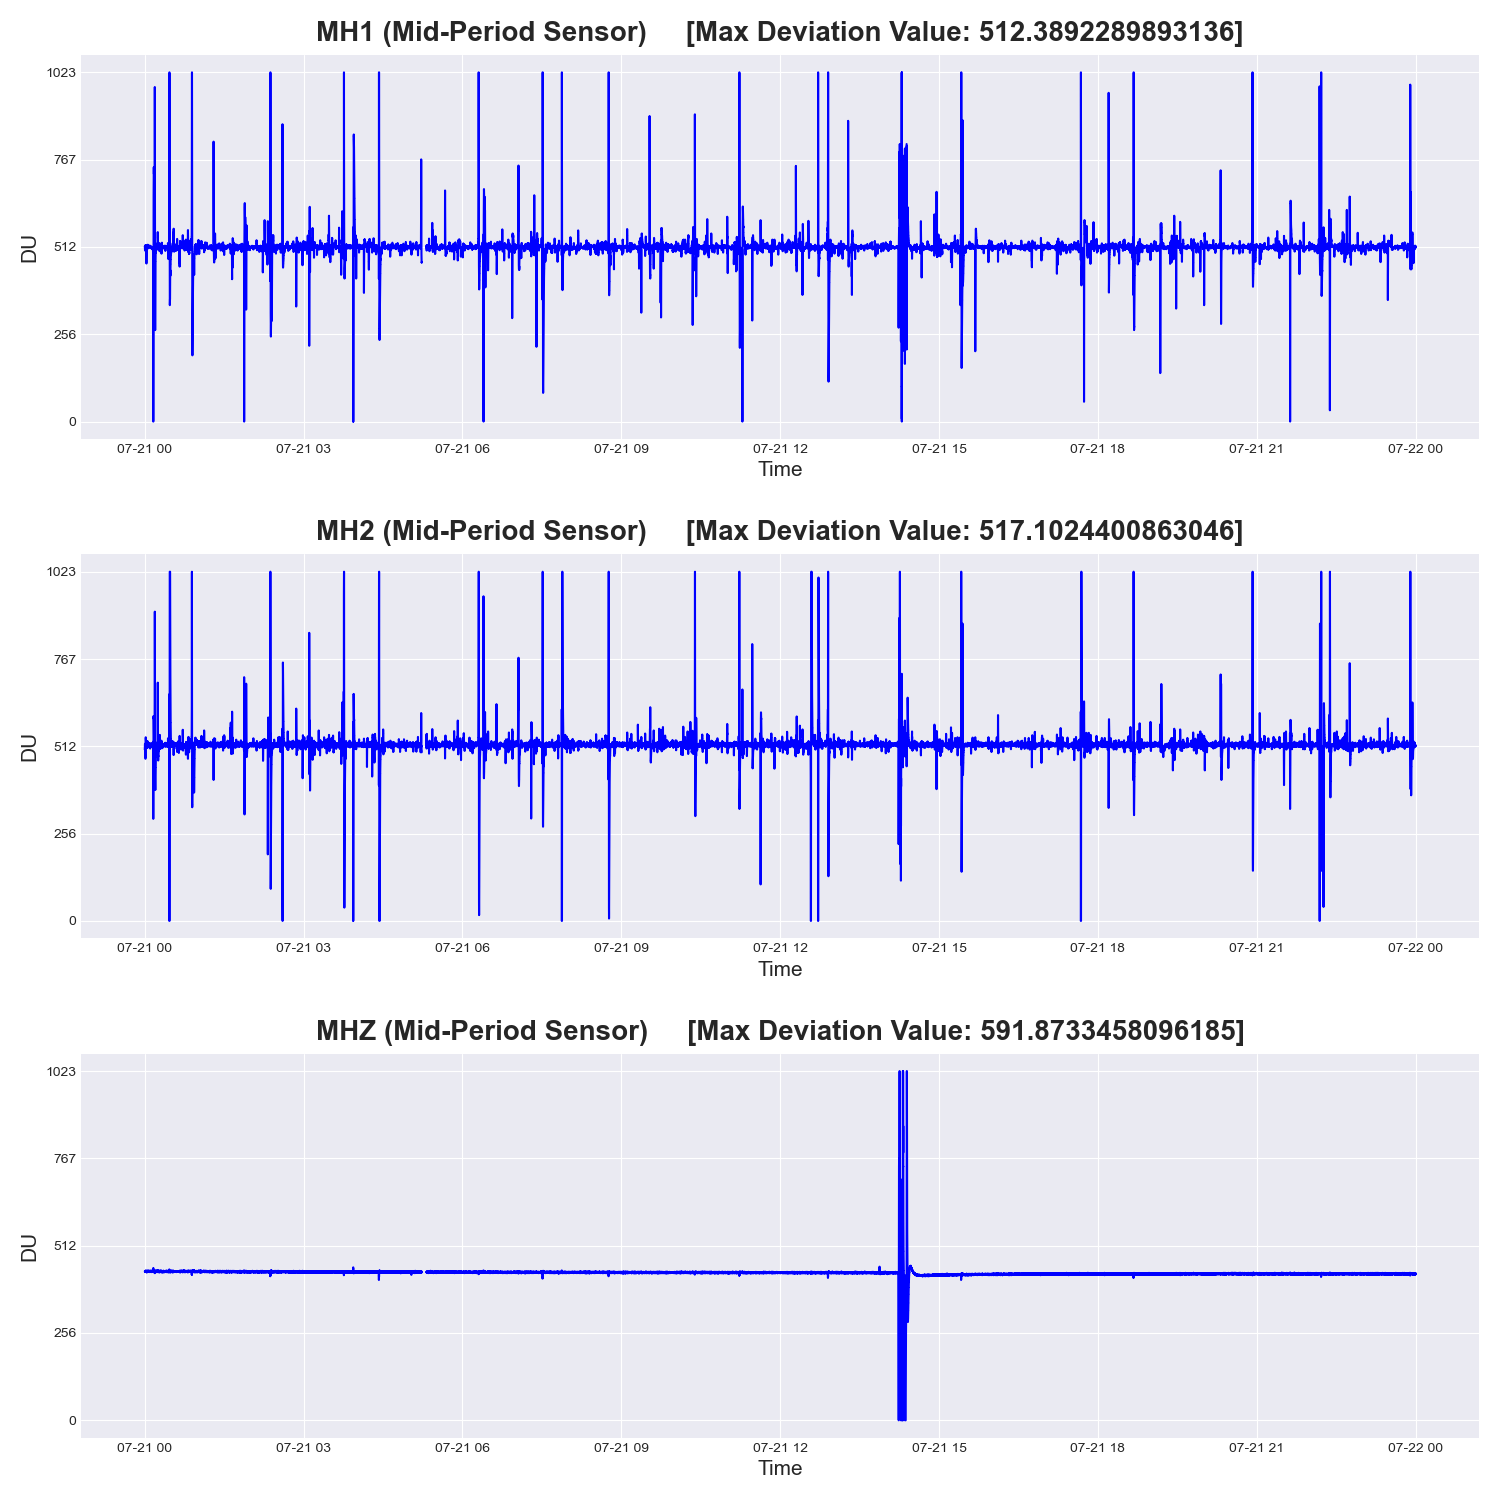 MH1 (Mid-Period Sensor) [Max Deviation Value: 512.3892289893136]
1023
767
512
256
0
DU
07-21 00 07-21 03 07-21 06 07-21 09 07-21 12 07-21 15 07-21 18 07-21 21 07-22 00
Time
MH2 (Mid-Period Sensor) [Max Deviation Value: 517.1024400863046]
1023
767
512
256
0
DU
07-21 00 07-21 03 07-21 06 07-21 09 07-21 12 07-21 15 07-21 18 07-21 21 07-22 00
Time
MHZ (Mid-Period Sensor) [Max Deviation Value: 591.8733458096185]
1023
767
512
256
0
DU
07-21 00 07-21 03 07-21 06 07-21 09 07-21 12 07-21 15 07-21 18 07-21 21 07-22 00
Time